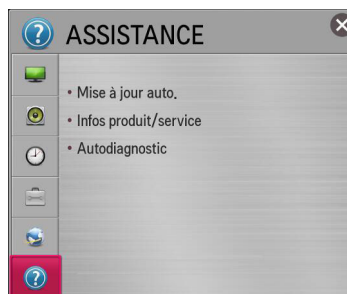 ASSISTANCE
• Mise à jour auto.
• Infos produit/service
• Autodiagnostic